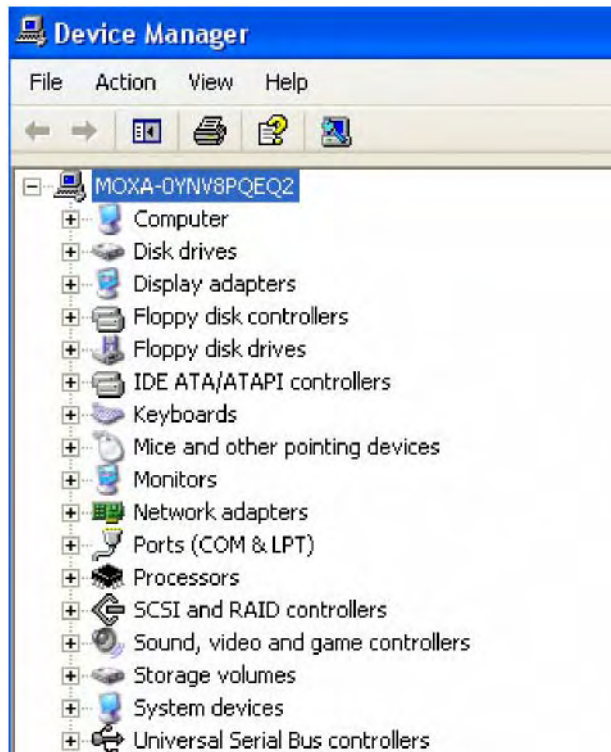 Device Manager
File Action View Help
MOXA-0YNV8PQEQ2
Computer
Disk drives
Display adapters
Floppy disk controllers
Floppy disk drives
IDE ATA/ATAPI controllers
Keyboards
Mice and other pointing devices
Monitors
Network adapters
Ports (COM & LPT)
Processors
SCSI and RAID controllers
Sound, video and game controllers
Storage volumes
System devices
Universal Serial Bus controllers